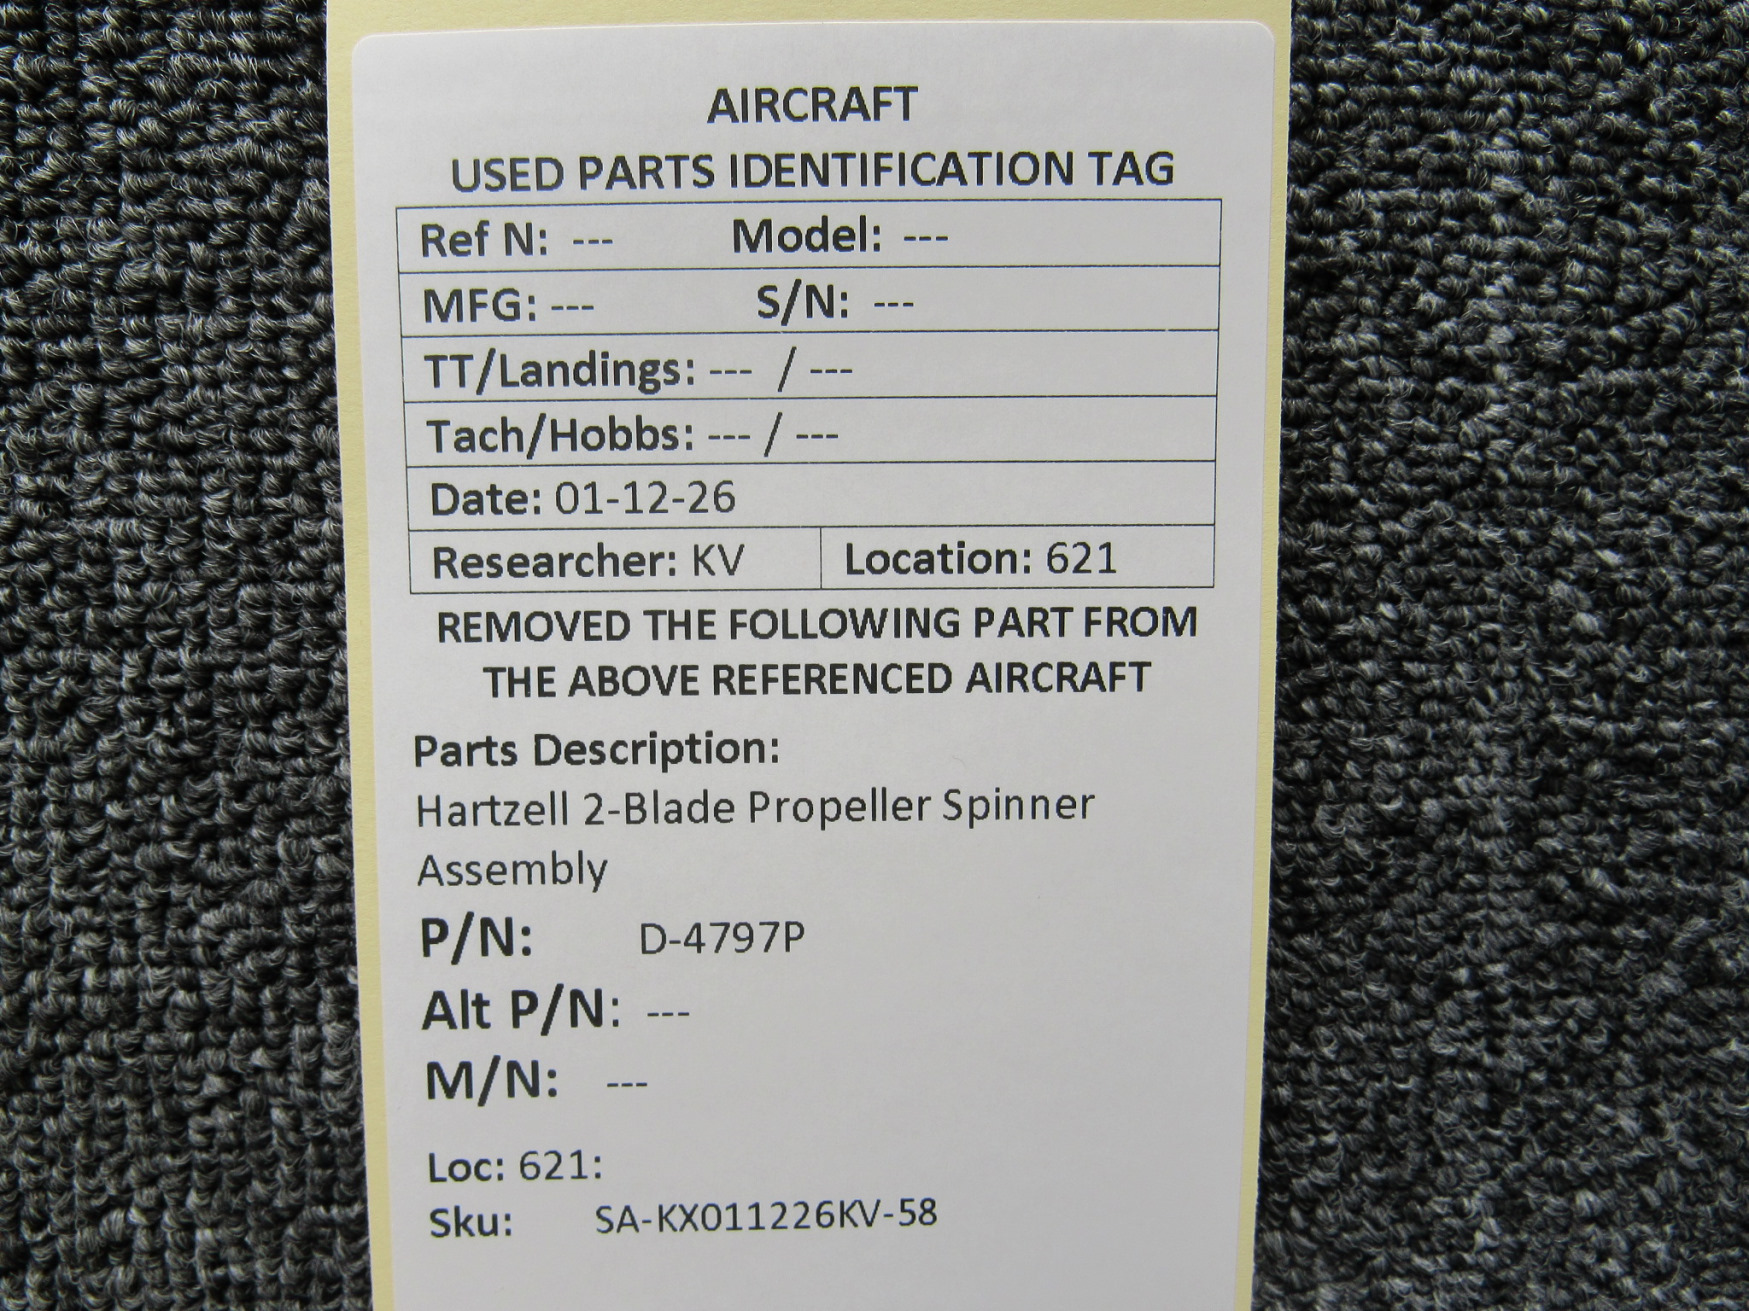 AIRCRAFT
USED PARTS IDENTIFICATION TAG
Ref N: --- Model: ---
MFG: --- S/N: ---
TT/Landings: --- / ---
Tach/Hobbs: --- / ---
Date: 01-12-26
Researcher: KV Location: 621
REMOVED THE FOLLOWING PART FROM
THE ABOVE REFERENCED AIRCRAFT
Parts Description:
Hartzell 2-Blade Propeller Spinner
Assembly
P/N: D-4797P
Alt P/N: ---
M/N: ---
Loc: 621:
Sku: SA-KX011226KV-58